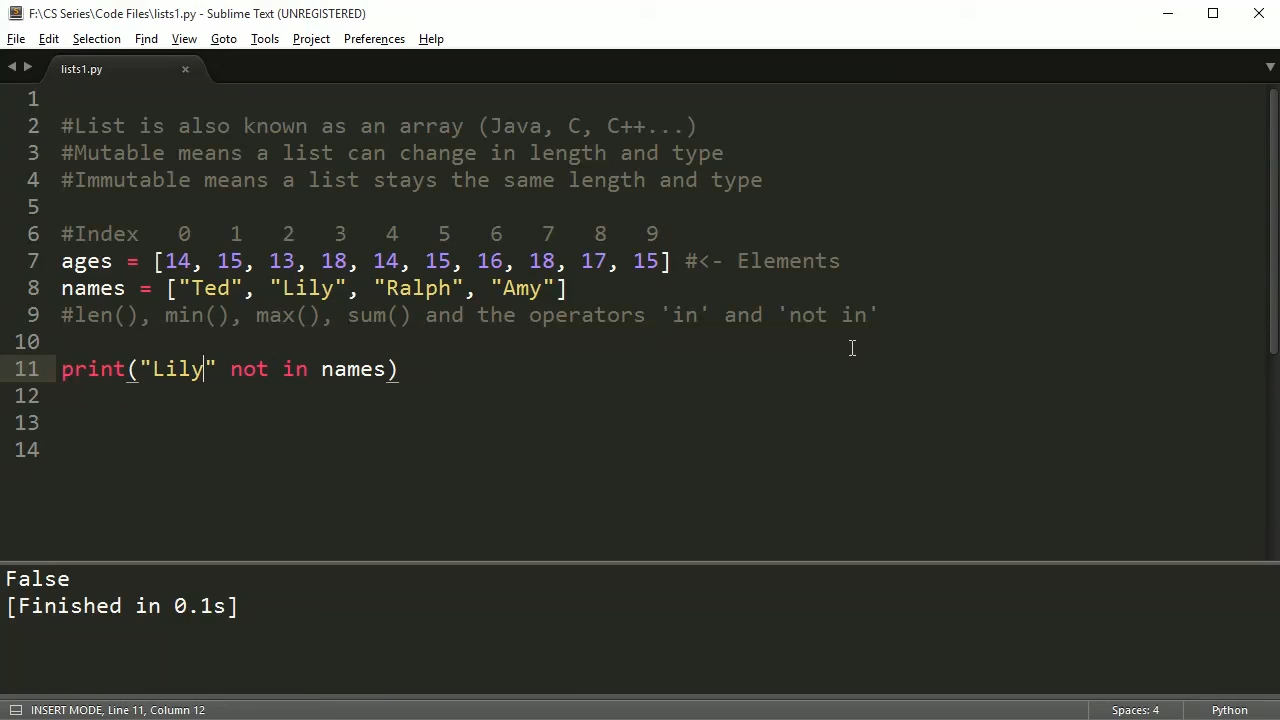 F:\CS Series\Code Files\lists1.py - Sublime Text (UNREGISTERED)
File Edit Selection Find View Goto Tools Project Preferences Help
lists1.py ×
1
2 #List is also known as an array (Java, C, C++...)
3 #Mutable means a list can change in length and type
4 #Immutable means a list stays the same length and type
5
6 #Index   0   1   2   3   4   5   6   7   8   9
7 ages = [14, 15, 13, 18, 14, 15, 16, 18, 17, 15] #<- Elements
8 names = ["Ted", "Lily", "Ralph", "Amy"]
9 #len(), min(), max(), sum() and the operators 'in' and 'not in'
10
11 print("Lily" not in names)
12
13
14
False
[Finished in 0.1s]
INSERT MODE, Line 11, Column 12 Spaces: 4 Python